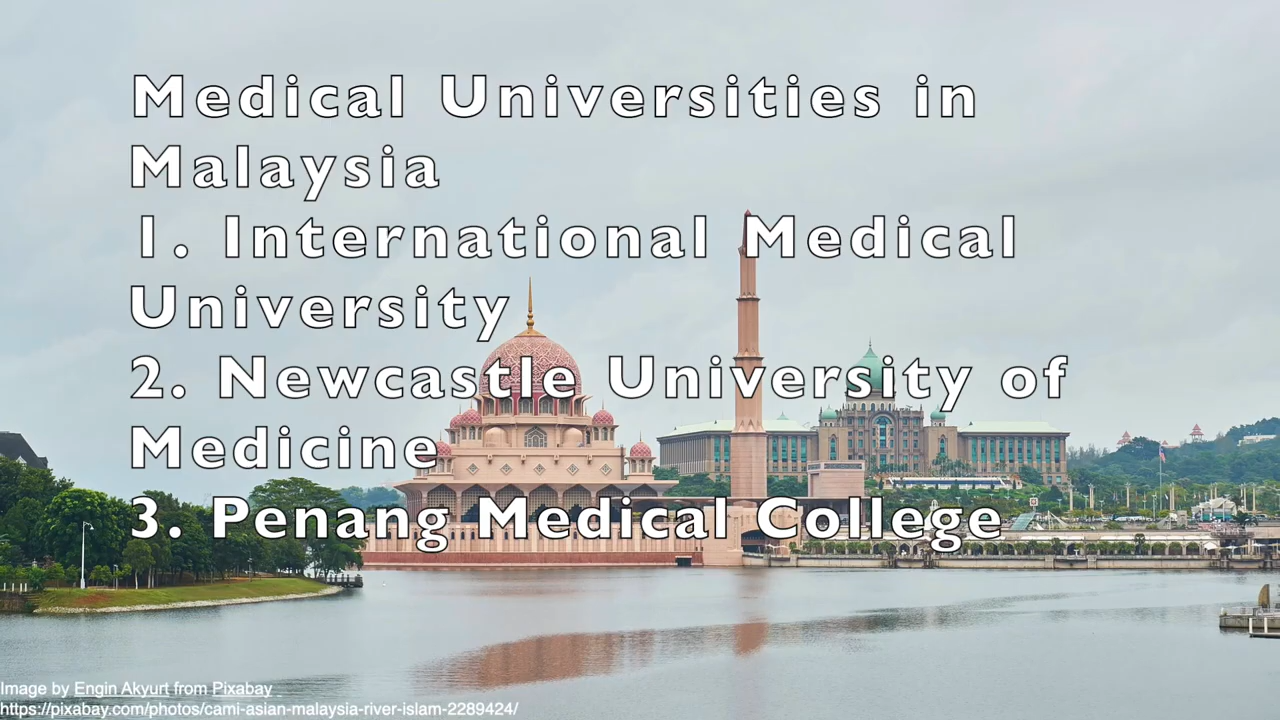 Medical Universities in
Malaysia
1. International Medical
University
2. Newcastle University of
Medicine
3. Penang Medical College
Image by Engin Akyurt from Pixabay
https://pixabay.com/photos/cami-asian-malaysia-river-islam-2289424/